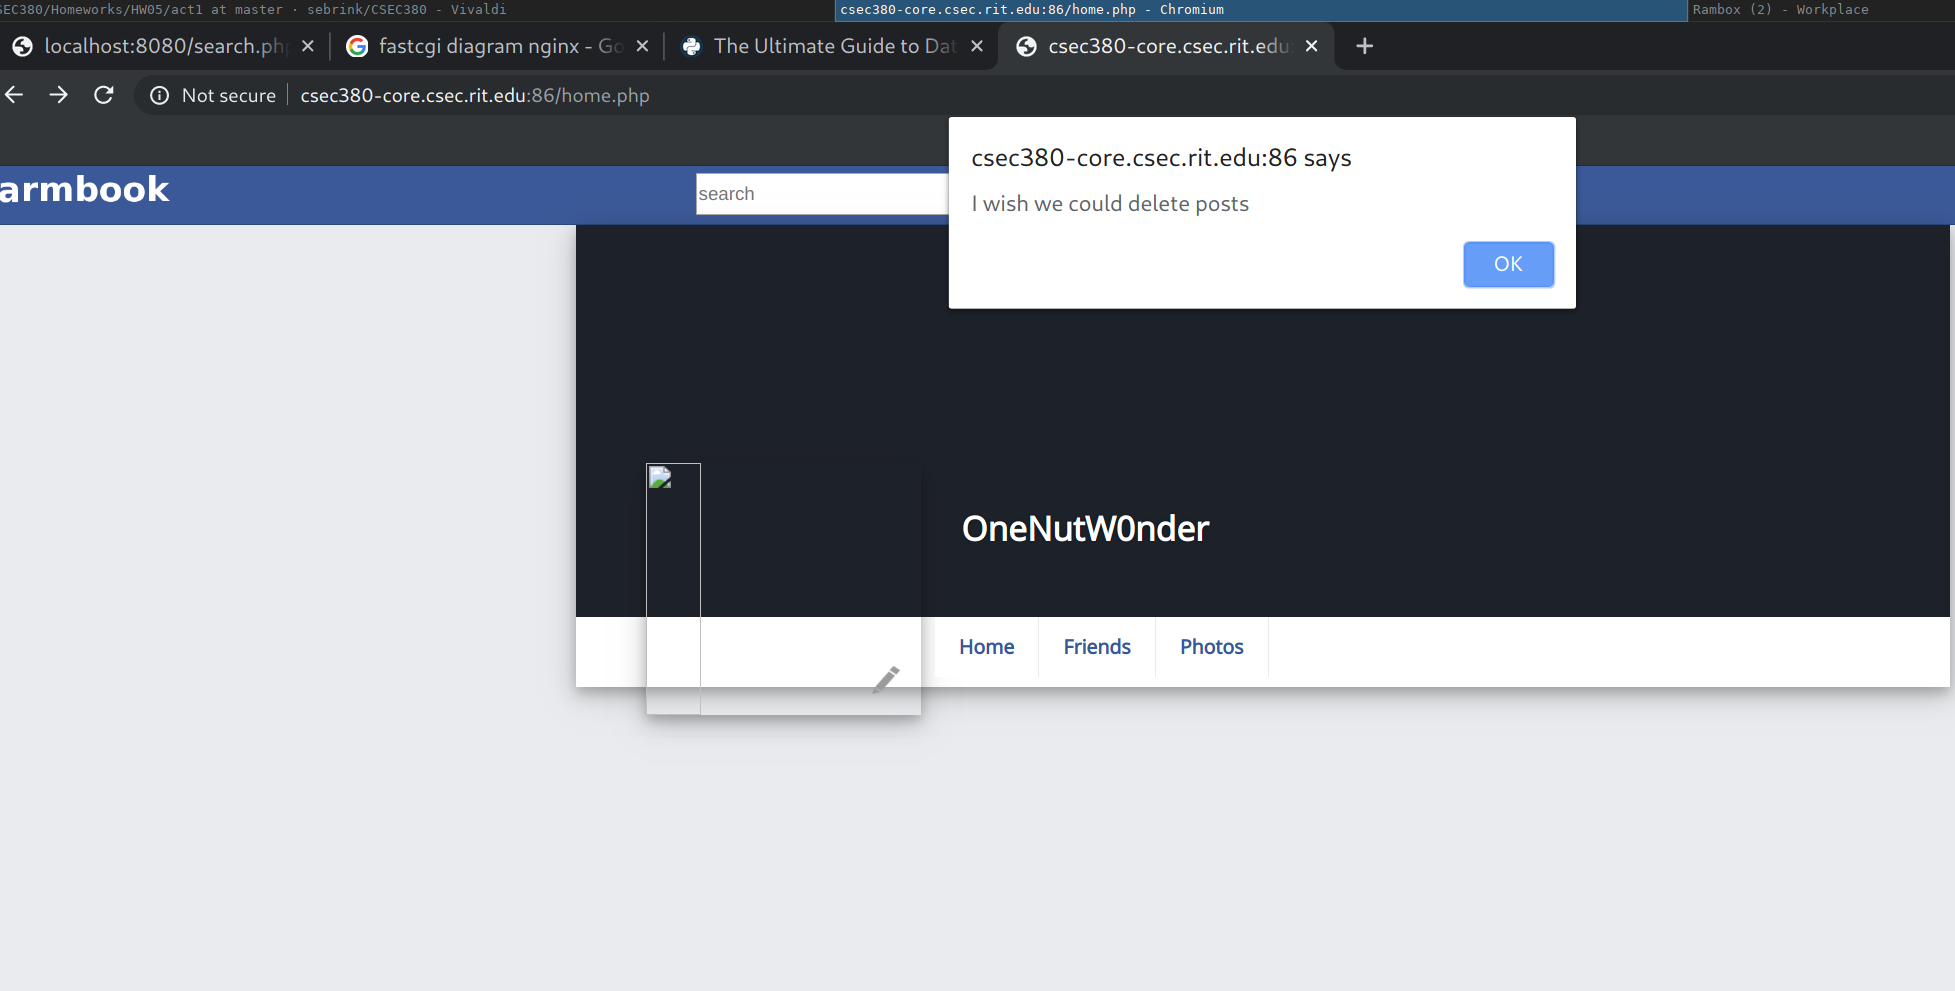 SEC380/Homeworks/HW05/act1 at master · sebrink/CSEC380 - Vivaldi
csec380-core.csec.rit.edu:86/home.php - Chromium
Rambox (2) - Workplace
localhost:8080/search.php
fastcgi diagram nginx - Go
The Ultimate Guide to Dat
csec380-core.csec.rit.edu:
Not secure
csec380-core.csec.rit.edu:86/home.php
armbook
search
csec380-core.csec.rit.edu:86 says
I wish we could delete posts
OK
OneNutW0nder
Home
Friends
Photos